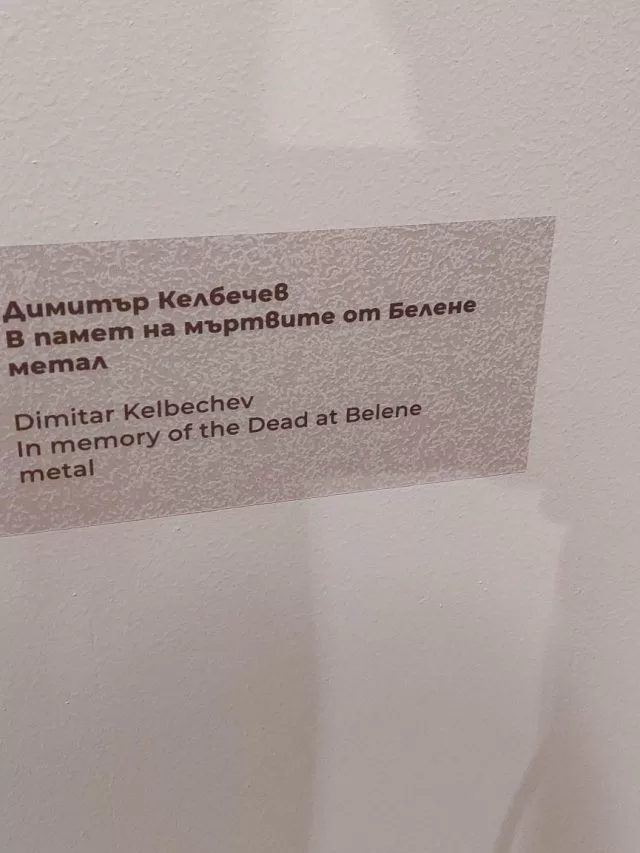 Димитър Келбечев
В памет на мъртвите от Белене
метал
Dimitar Kelbechev
In memory of the Dead at Belene
metal